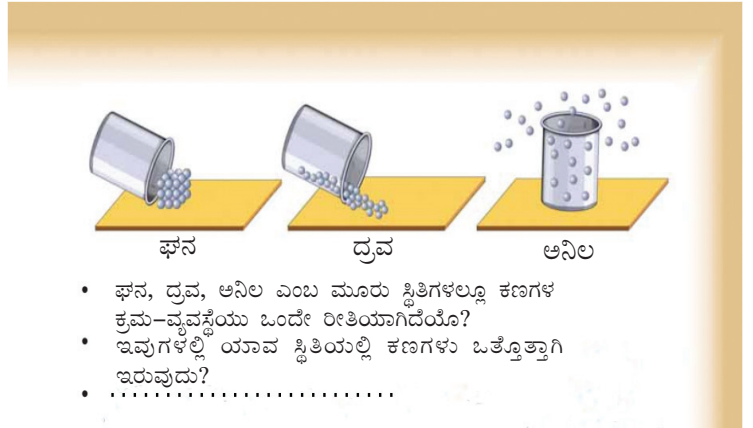 ಘನ ದ್ರವ ಅನಿಲ
• ಘನ, ದ್ರವ, ಅನಿಲ ಎಂಬ ಮೂರು ಸ್ಥಿತಿಗಳಲ್ಲೂ ಕಣಗಳ
ಕ್ರಮ–ವ್ಯವಸ್ಥೆಯು ಒಂದೇ ರೀತಿಯಾಗಿದೆಯೊ?
• ಇವುಗಳಲ್ಲಿ ಯಾವ ಸ್ಥಿತಿಯಲ್ಲಿ ಕಣಗಳು ಒತ್ತೊತ್ತಾಗಿ
ಇರುವುದು?
• ..........................